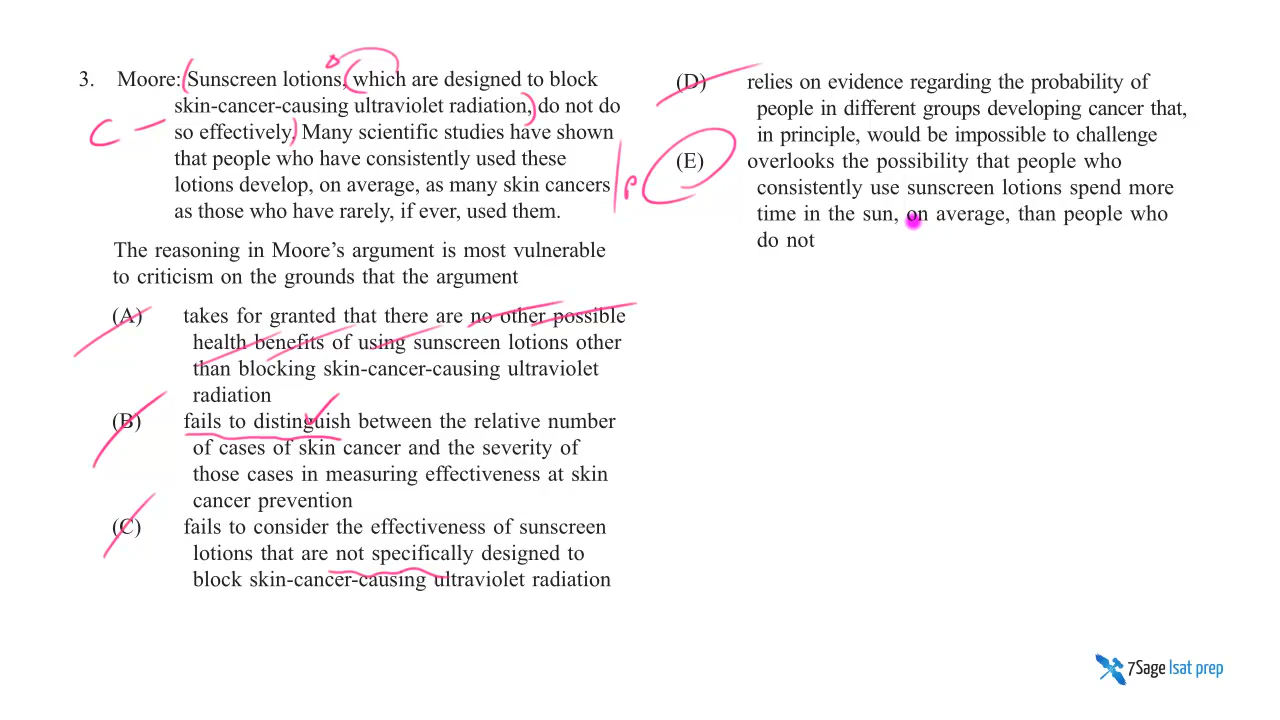 3. Moore: Sunscreen lotions, which are designed to block
skin-cancer-causing ultraviolet radiation, do not do
so effectively. Many scientific studies have shown
that people who have consistently used these
lotions develop, on average, as many skin cancers
as those who have rarely, if ever, used them.
C
P
The reasoning in Moore's argument is most vulnerable
to criticism on the grounds that the argument
(A) takes for granted that there are no other possible
health benefits of using sunscreen lotions other
than blocking skin-cancer-causing ultraviolet
radiation
(B) fails to distinguish between the relative number
of cases of skin cancer and the severity of
those cases in measuring effectiveness at skin
cancer prevention
(C) fails to consider the effectiveness of sunscreen
lotions that are not specifically designed to
block skin-cancer-causing ultraviolet radiation
(D) relies on evidence regarding the probability of
people in different groups developing cancer that,
in principle, would be impossible to challenge
(E) overlooks the possibility that people who
consistently use sunscreen lotions spend more
time in the sun, on average, than people who
do not
7Sage lsat prep